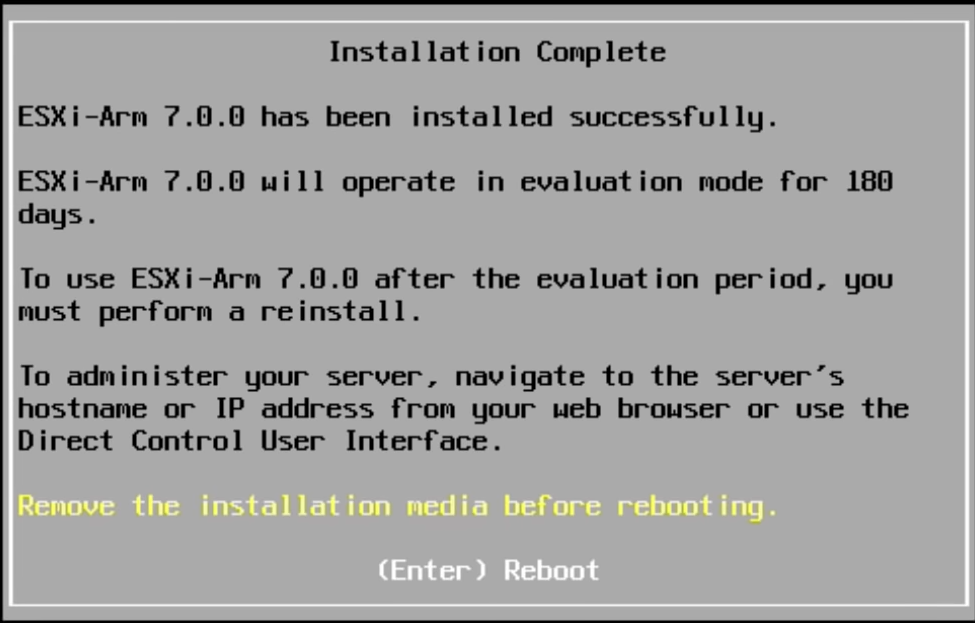 Installation Complete
ESXi-Arm 7.0.0 has been installed successfully.
ESXi-Arm 7.0.0 will operate in evaluation mode for 180
days.
To use ESXi-Arm 7.0.0 after the evaluation period, you
must perform a reinstall.
To administer your server, navigate to the server's
hostname or IP address from your web browser or use the
Direct Control User Interface.
Remove the installation media before rebooting.
(Enter) Reboot